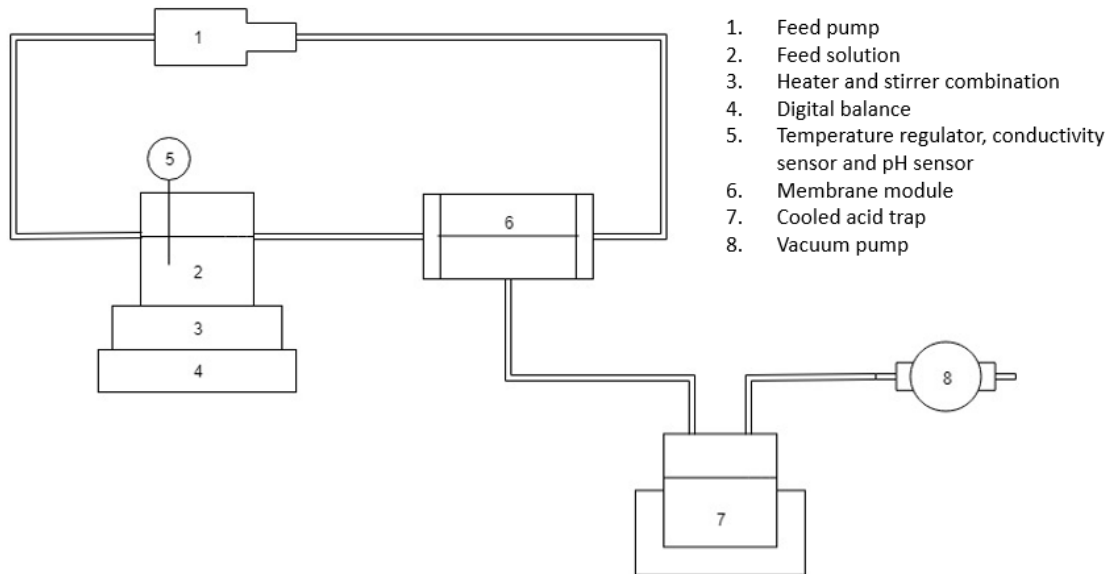 1
5
2
3
4
6
7
8
1. Feed pump
2. Feed solution
3. Heater and stirrer combination
4. Digital balance
5. Temperature regulator, conductivity
sensor and pH sensor
6. Membrane module
7. Cooled acid trap
8. Vacuum pump